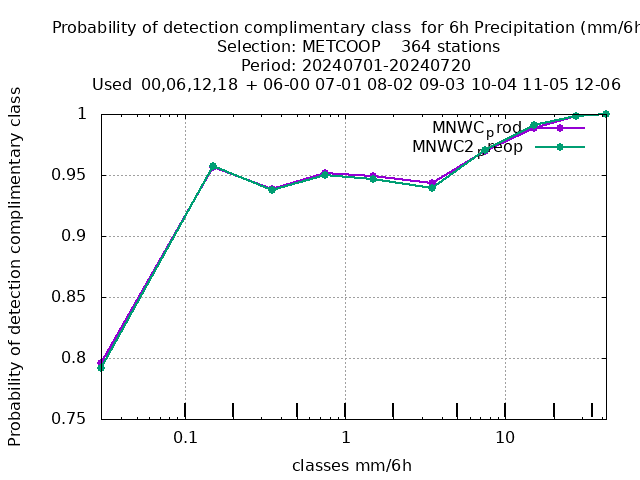 Probability of detection complimentary class for 6h Precipitation (mm/6h
Selection: METCOOP 364 stations
Period: 20240701-20240720
Used 00,06,12,18 + 06-00 07-01 08-02 09-03 10-04 11-05 12-06
Probability of detection complimentary class
1
0.95
0.9
0.85
0.8
0.75
MNWCprod
MNWC2preop
0.1
1
10
classes mm/6h